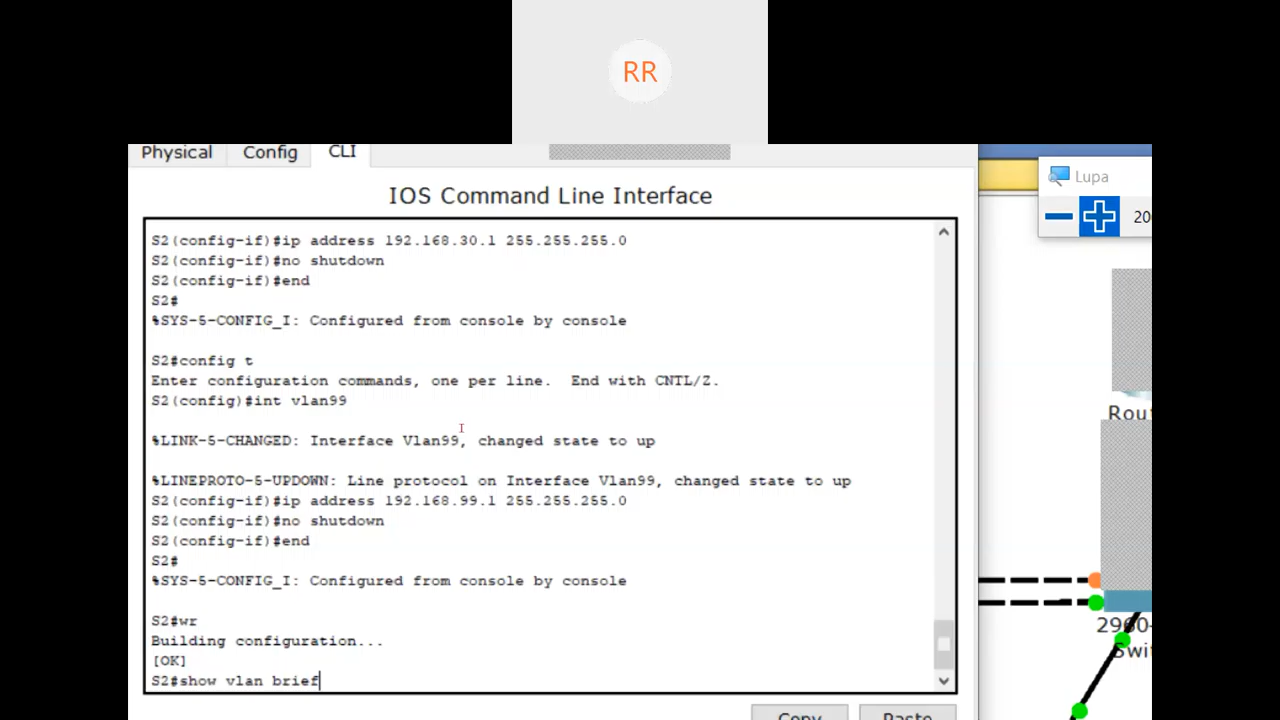 RR
Physical Config CLI
Lupa
IOS Command Line Interface
20
S2(config-if)#ip address 192.168.30.1 255.255.255.0
S2(config-if)#no shutdown
S2(config-if)#end
S2#
%SYS-5-CONFIG_I: Configured from console by console
S2#config t
Enter configuration commands, one per line.  End with CNTL/Z.
S2(config)#int vlan99
%LINK-5-CHANGED: Interface Vlan99, changed state to up
%LINEPROTO-5-UPDOWN: Line protocol on Interface Vlan99, changed state to up
S2(config-if)#ip address 192.168.99.1 255.255.255.0
S2(config-if)#no shutdown
S2(config-if)#end
S2#
%SYS-5-CONFIG_I: Configured from console by console
S2#wr
Building configuration...
[OK]
S2#show vlan brief
Rout
2960-
Swit
Copy Paste